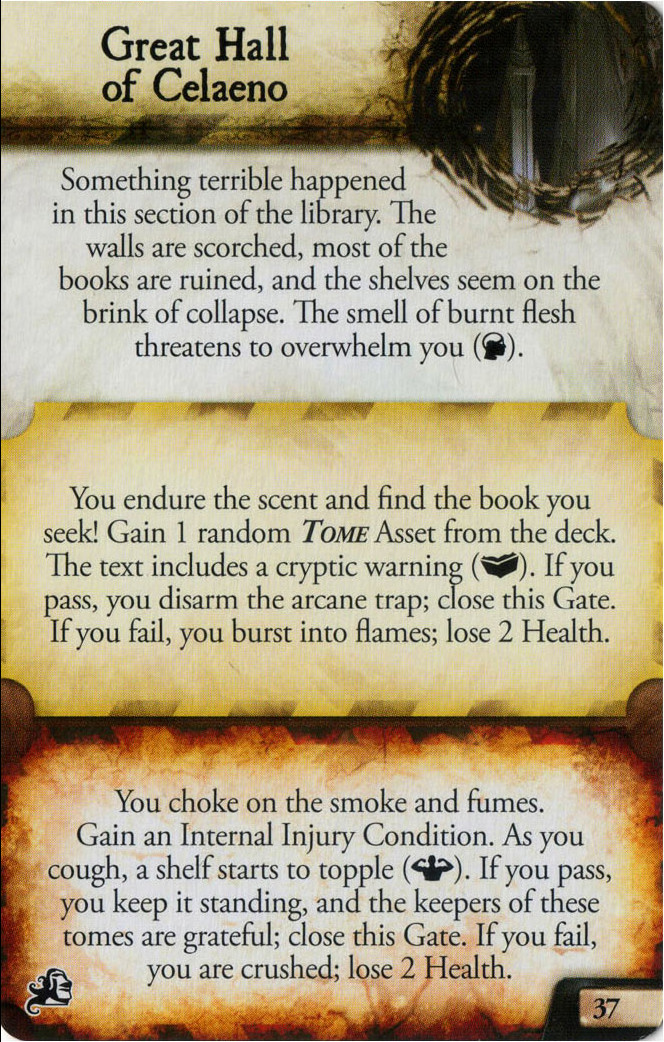 Great Hall
of Celaeno
Something terrible happened
in this section of the library. The
walls are scorched, most of the
books are ruined, and the shelves seem on the
brink of collapse. The smell of burnt flesh
threatens to overwhelm you ( ).
You endure the scent and find the book you
seek! Gain 1 random TOME Asset from the deck.
The text includes a cryptic warning ( ). If you
pass, you disarm the arcane trap; close this Gate.
If you fail, you burst into flames; lose 2 Health.
You choke on the smoke and fumes.
Gain an Internal Injury Condition. As you
cough, a shelf starts to topple ( ). If you pass,
you keep it standing, and the keepers of these
tomes are grateful; close this Gate. If you fail,
you are crushed; lose 2 Health.
37